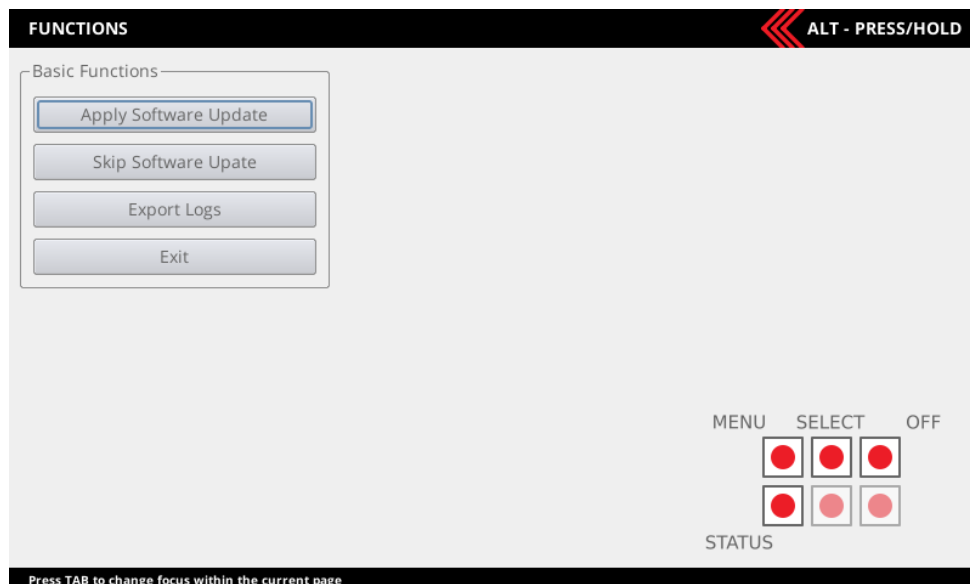 FUNCTIONS
ALT - PRESS/HOLD
Basic Functions
Apply Software Update
Skip Software Upate
Export Logs
Exit
MENU SELECT OFF
STATUS
Press TAB to change focus within the current page